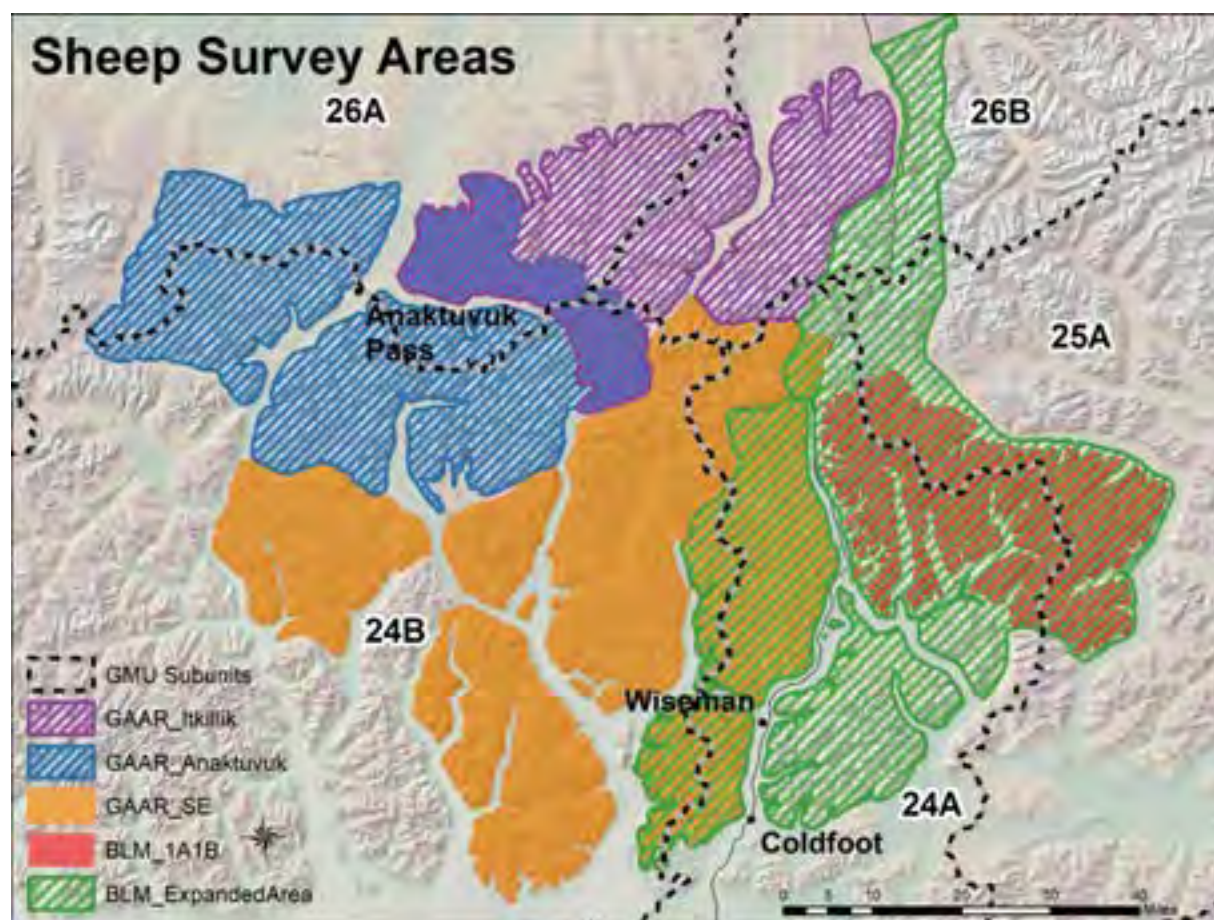 Sheep Survey Areas
26A
26B
Anaktuvuk
Pass
25A
24B
Wiseman
24A
Coldfoot
GMU Subunits
GAAR_Itkillik
GAAR_Anaktuvuk
GAAR_SE
BLM_1A1B
BLM_ExpandedArea
0 5 10 20 30 40
Miles